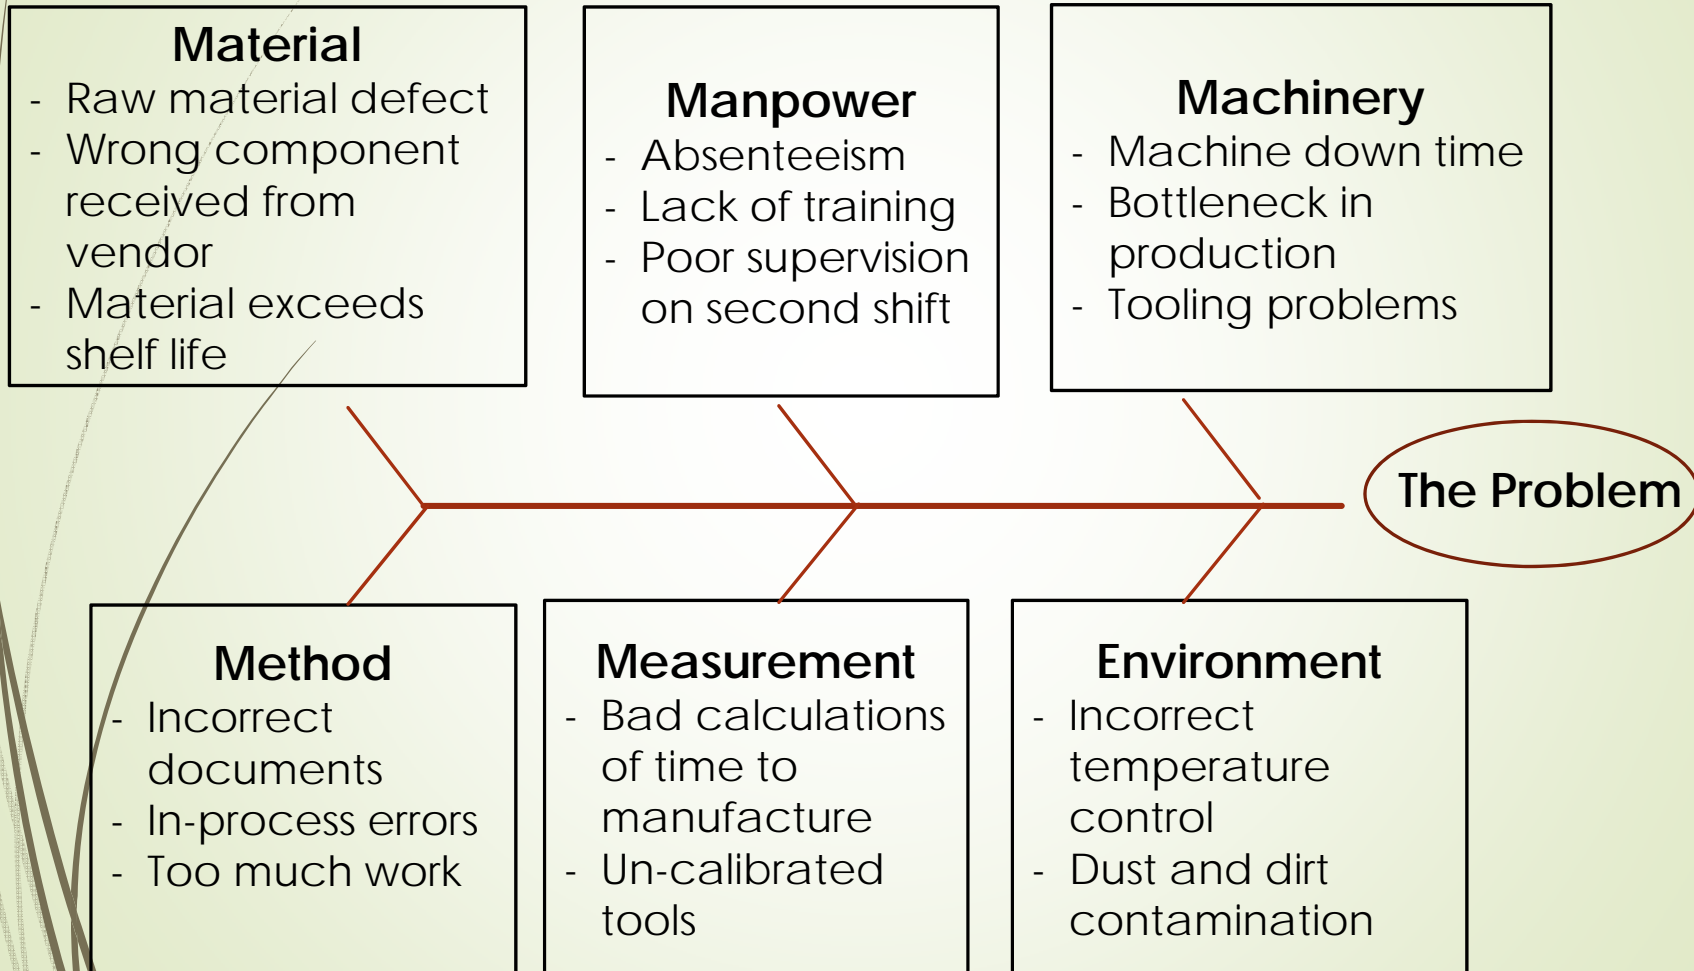 Material
- Raw material defect
- Wrong component
received from
vendor
- Material exceeds
shelf life
Manpower
- Absenteeism
- Lack of training
- Poor supervision
on second shift
Machinery
- Machine down time
- Bottleneck in
production
- Tooling problems
The Problem
Method
- Incorrect
documents
- In-process errors
- Too much work
Measurement
- Bad calculations
of time to
manufacture
- Un-calibrated
tools
Environment
- Incorrect
temperature
control
- Dust and dirt
contamination